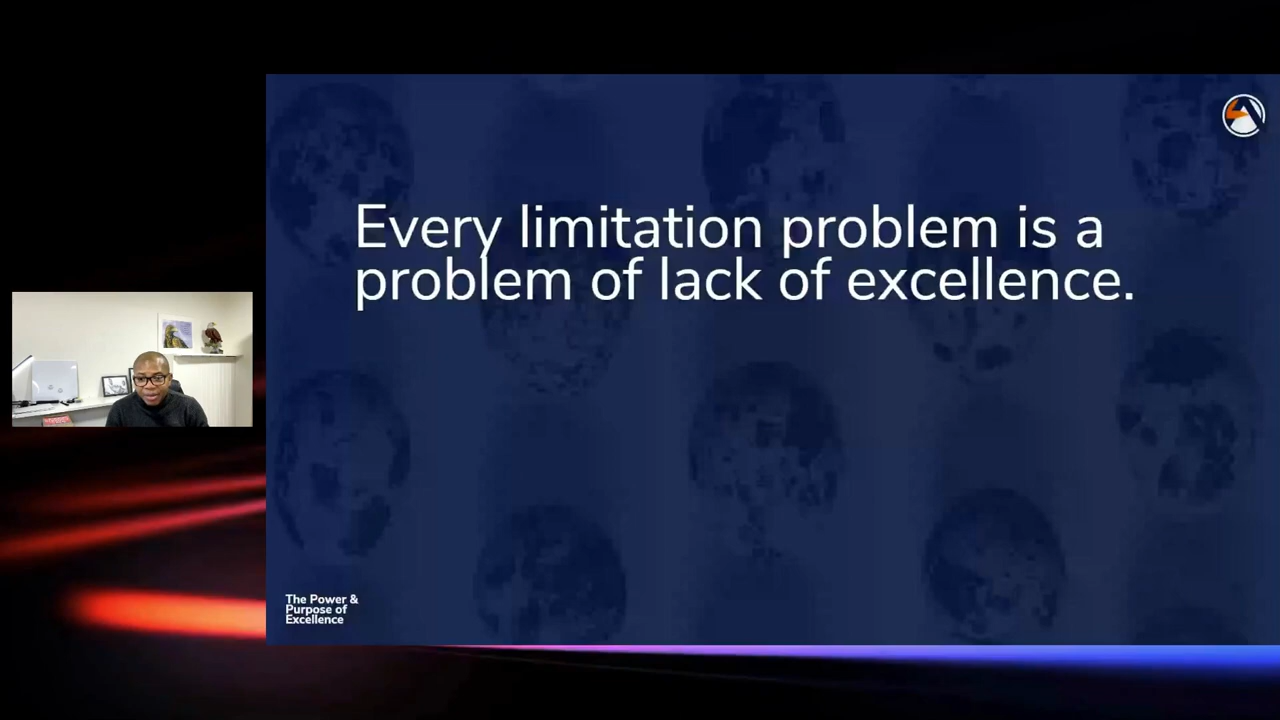 Every limitation problem is a
problem of lack of excellence.
The Power &
Purpose of
Excellence